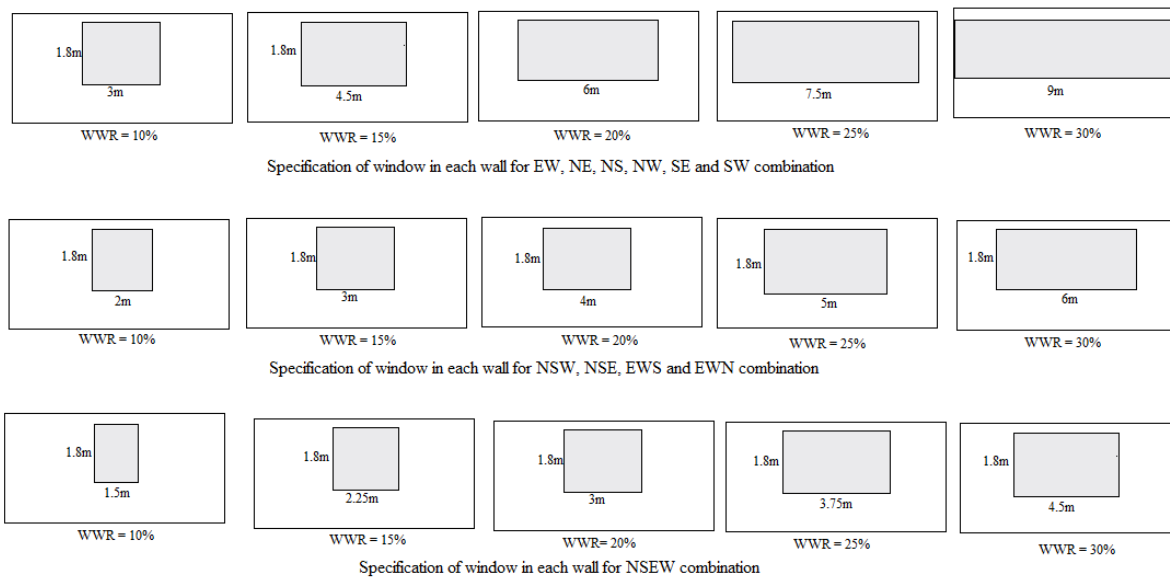 1.8m
3m
WWR = 10%
1.8m
4.5m
WWR = 15%
6m
WWR = 20%
7.5m
WWR = 25%
9m
WWR = 30%
Specification of window in each wall for EW, NE, NS, NW, SE and SW combination
1.8m
2m
WWR = 10%
1.8m
3m
WWR = 15%
1.8m
4m
WWR = 20%
1.8m
5m
WWR = 25%
1.8m
6m
WWR = 30%
Specification of window in each wall for NSW, NSE, EWS and EWN combination
1.8m
1.5m
WWR = 10%
1.8m
2.25m
WWR = 15%
1.8m
3m
WWR= 20%
1.8m
3.75m
WWR = 25%
1.8m
4.5m
WWR = 30%
Specification of window in each wall for NSEW combination